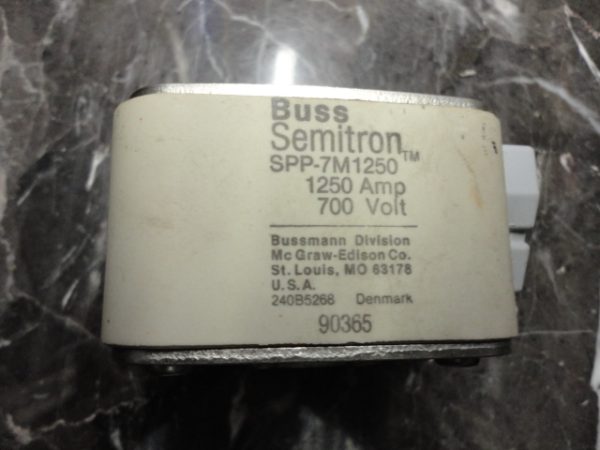 Buss
Semitron™
SPP-7M1250
1250 Amp
700 Volt
Bussmann Division
Mc Graw-Edison Co.
St. Louis, MO 63178
U.S.A.
240B5268 Denmark
90365